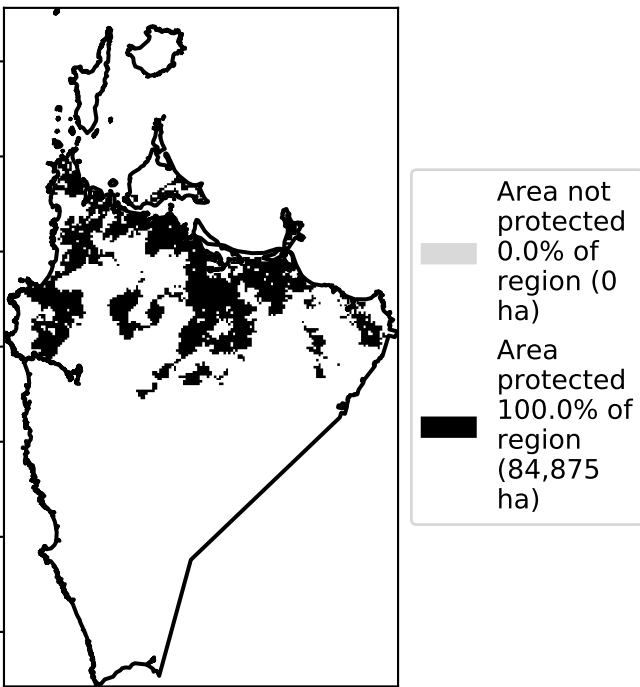 Area not
protected
0.0% of
region (0
ha)
Area
protected
100.0% of
region
(84,875
ha)